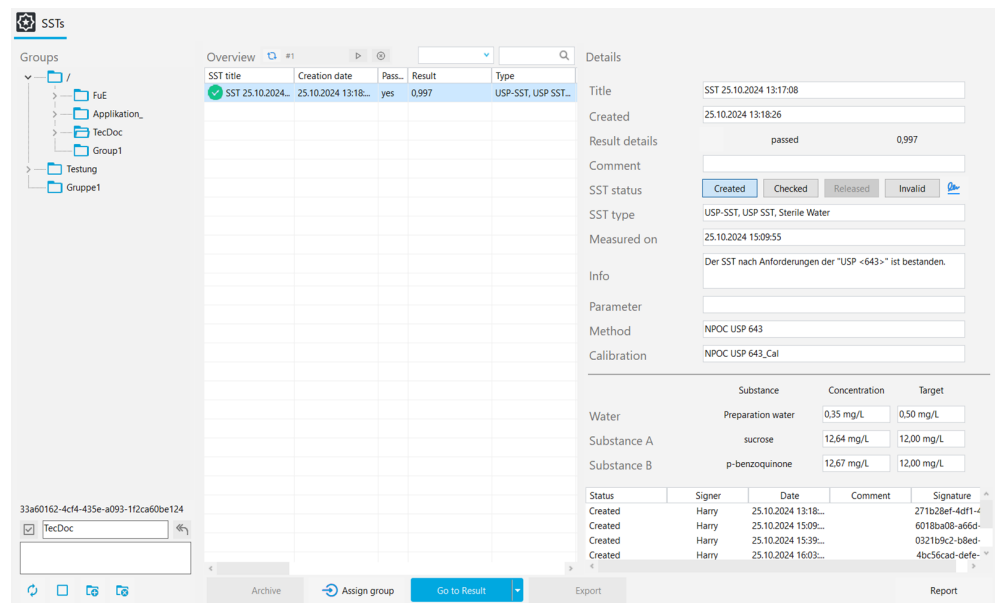 SSTs
Groups
/
FuE
Applikation_
TecDoc
Group1
Testung
Gruppe1
33a60162-4cf4-435e-a093-1f2ca60be124
TecDoc
Overview #1
SST title Creation date Pass... Result Type
SST 25.10.2024... 25.10.2024 13:18:... yes 0,997 USP-SST, USP SST...
Archive Assign group Go to Result Export
Details
Title SST 25.10.2024 13:17:08
Created 25.10.2024 13:18:26
Result details passed 0,997
Comment
SST status Created Checked Released Invalid
SST type USP-SST, USP SST, Sterile Water
Measured on 25.10.2024 15:09:55
Info Der SST nach Anforderungen der "USP <643>" ist bestanden.
Parameter
Method NPOC USP 643
Calibration NPOC USP 643_Cal
Substance Concentration Target
Water Preparation water 0,35 mg/L 0,50 mg/L
Substance A sucrose 12,64 mg/L 12,00 mg/L
Substance B p-benzoquinone 12,67 mg/L 12,00 mg/L
Status Signer Date Comment Signature
Created Harry 25.10.2024 13:18:... 271b28ef-4df1-4
Created Harry 25.10.2024 15:09:... 6018ba08-a66d-
Created Harry 25.10.2024 15:39:... 0321b9c2-b8ed-
Created Harry 25.10.2024 16:03:... 4bc56cad-defe-
Report